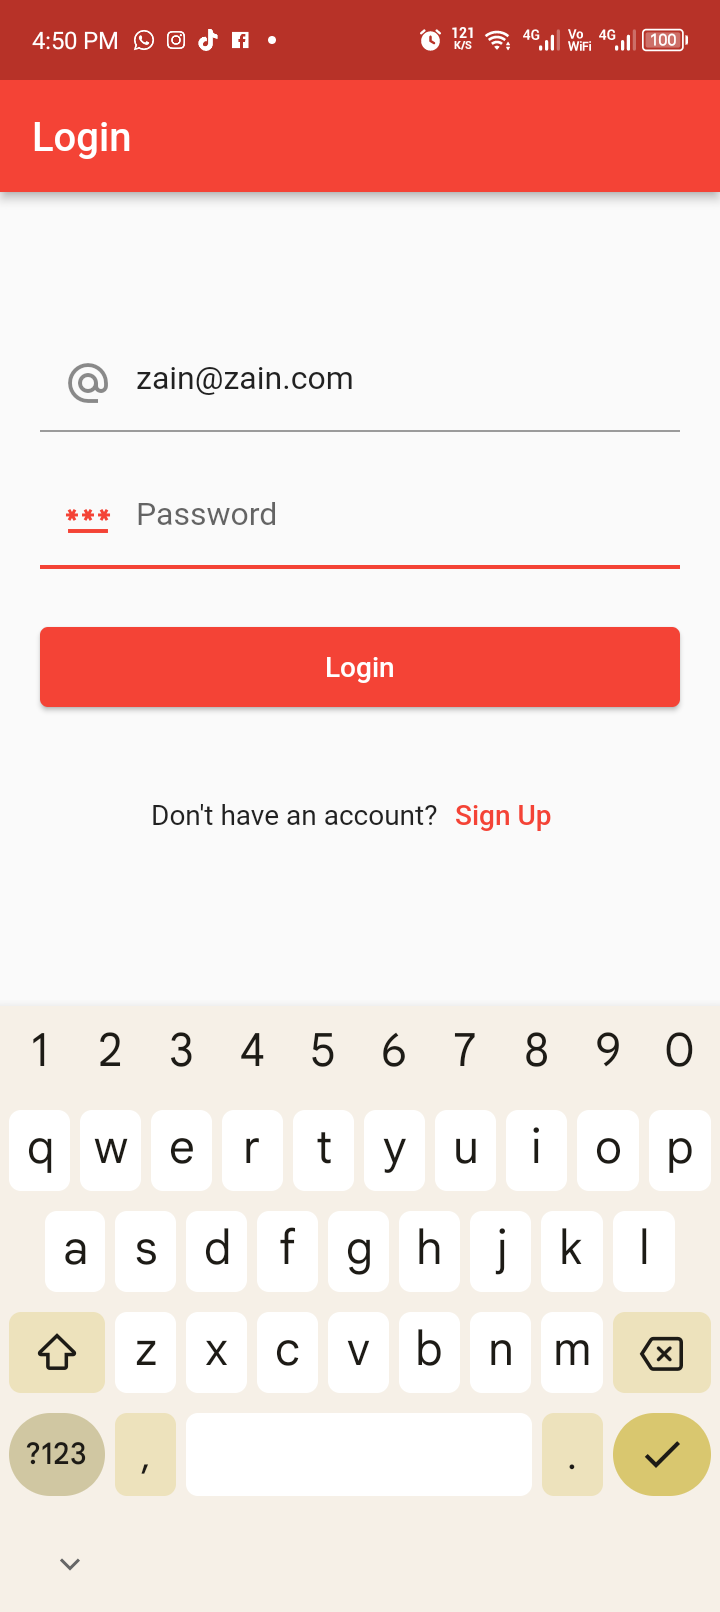 4:50 PM 121 K/S 4G Vo WiFi 4G 100
Login
zain@zain.com
*** Password
Login
Don't have an account? Sign Up
1 2 3 4 5 6 7 8 9 0
q w e r t y u i o p
a s d f g h j k l
z x c v b n m
?123 , .